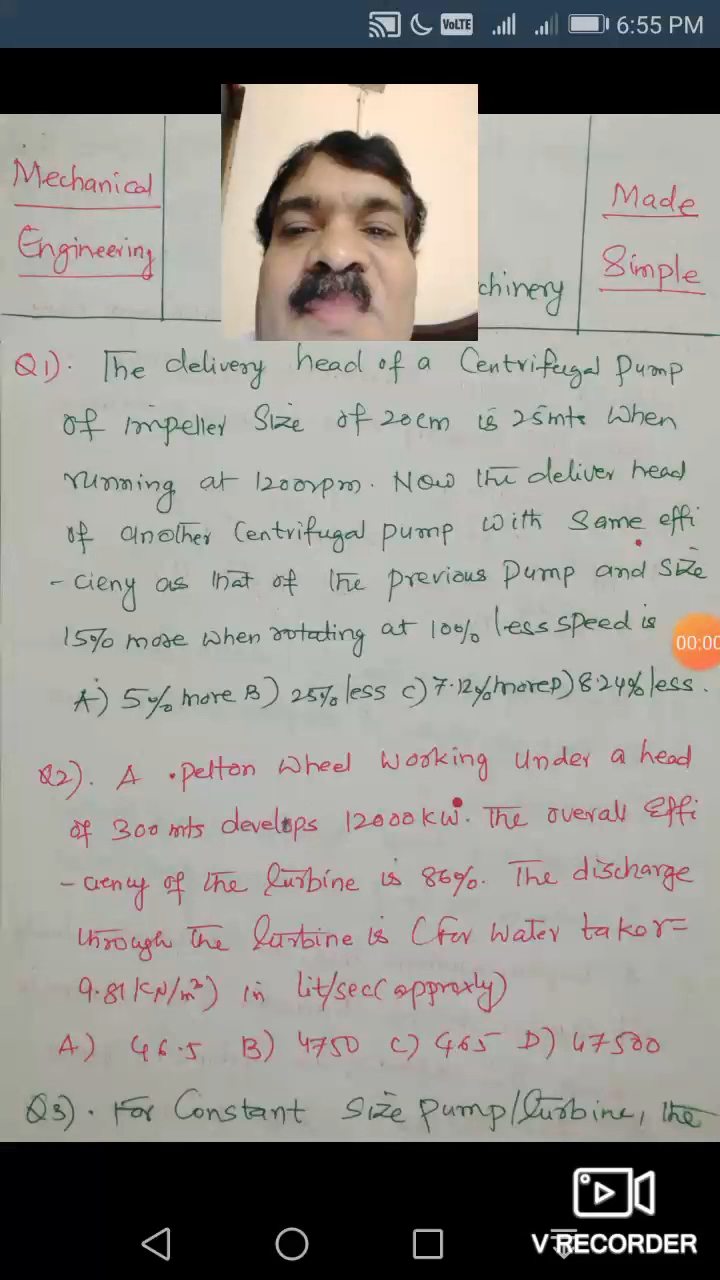 VoLTE 6:55 PM
Mechanical
Engineering
chinery
Made
Simple
Q1). The delivery head of a Centrifugal Pump
of impeller Size of 20cm is 25mts when
running at 1200rpm. Now the deliver head
of another Centrifugal pump with Same effi
-cieny as that of the previous Pump and Size
15% more when rotating at 10% less speed is
00:00
A) 5% more B) 25% less C) 7.12% more D) 8.24% less.
Q2). A Pelton wheel working under a head
of 300 mts develops 12000 kW. The overall Effi
-ciency of the turbine is 86%. The discharge
through the turbine is (For water take r=
9.81 KN/m³) in lit/sec (approxly)
A) 46.5 B) 4750 C) 465 D) 47500
Q3). For Constant Size pump/turbine, the
VRECORDER